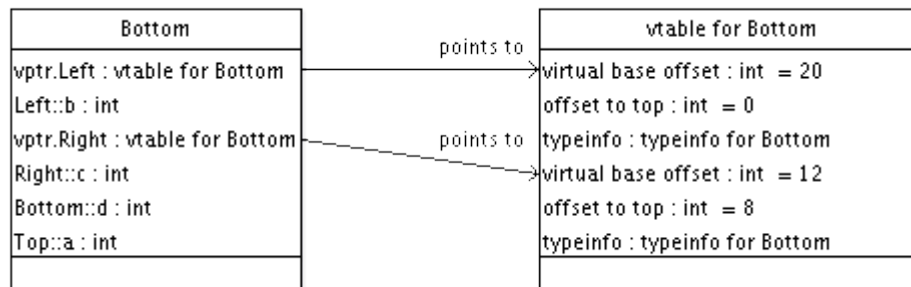 Bottom
vptr.Left : vtable for Bottom
Left::b : int
vptr.Right : vtable for Bottom
Right::c : int
Bottom::d : int
Top::a : int
points to
points to
vtable for Bottom
virtual base offset : int = 20
offset to top : int = 0
typeinfo : typeinfo for Bottom
virtual base offset : int = 12
offset to top : int = 8
typeinfo : typeinfo for Bottom